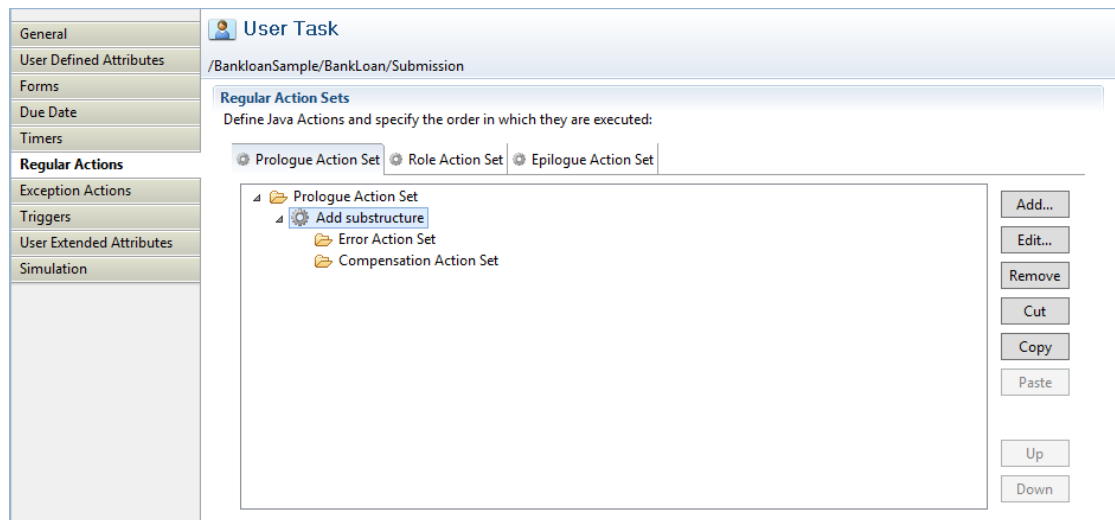 General
User Defined Attributes
Forms
Due Date
Timers
Regular Actions
Exception Actions
Triggers
User Extended Attributes
Simulation
User Task
/BankloanSample/BankLoan/Submission
Regular Action Sets
Define Java Actions and specify the order in which they are executed:
Prologue Action Set Role Action Set Epilogue Action Set
Prologue Action Set
Add substructure
Error Action Set
Compensation Action Set
Add...
Edit...
Remove
Cut
Copy
Paste
Up
Down